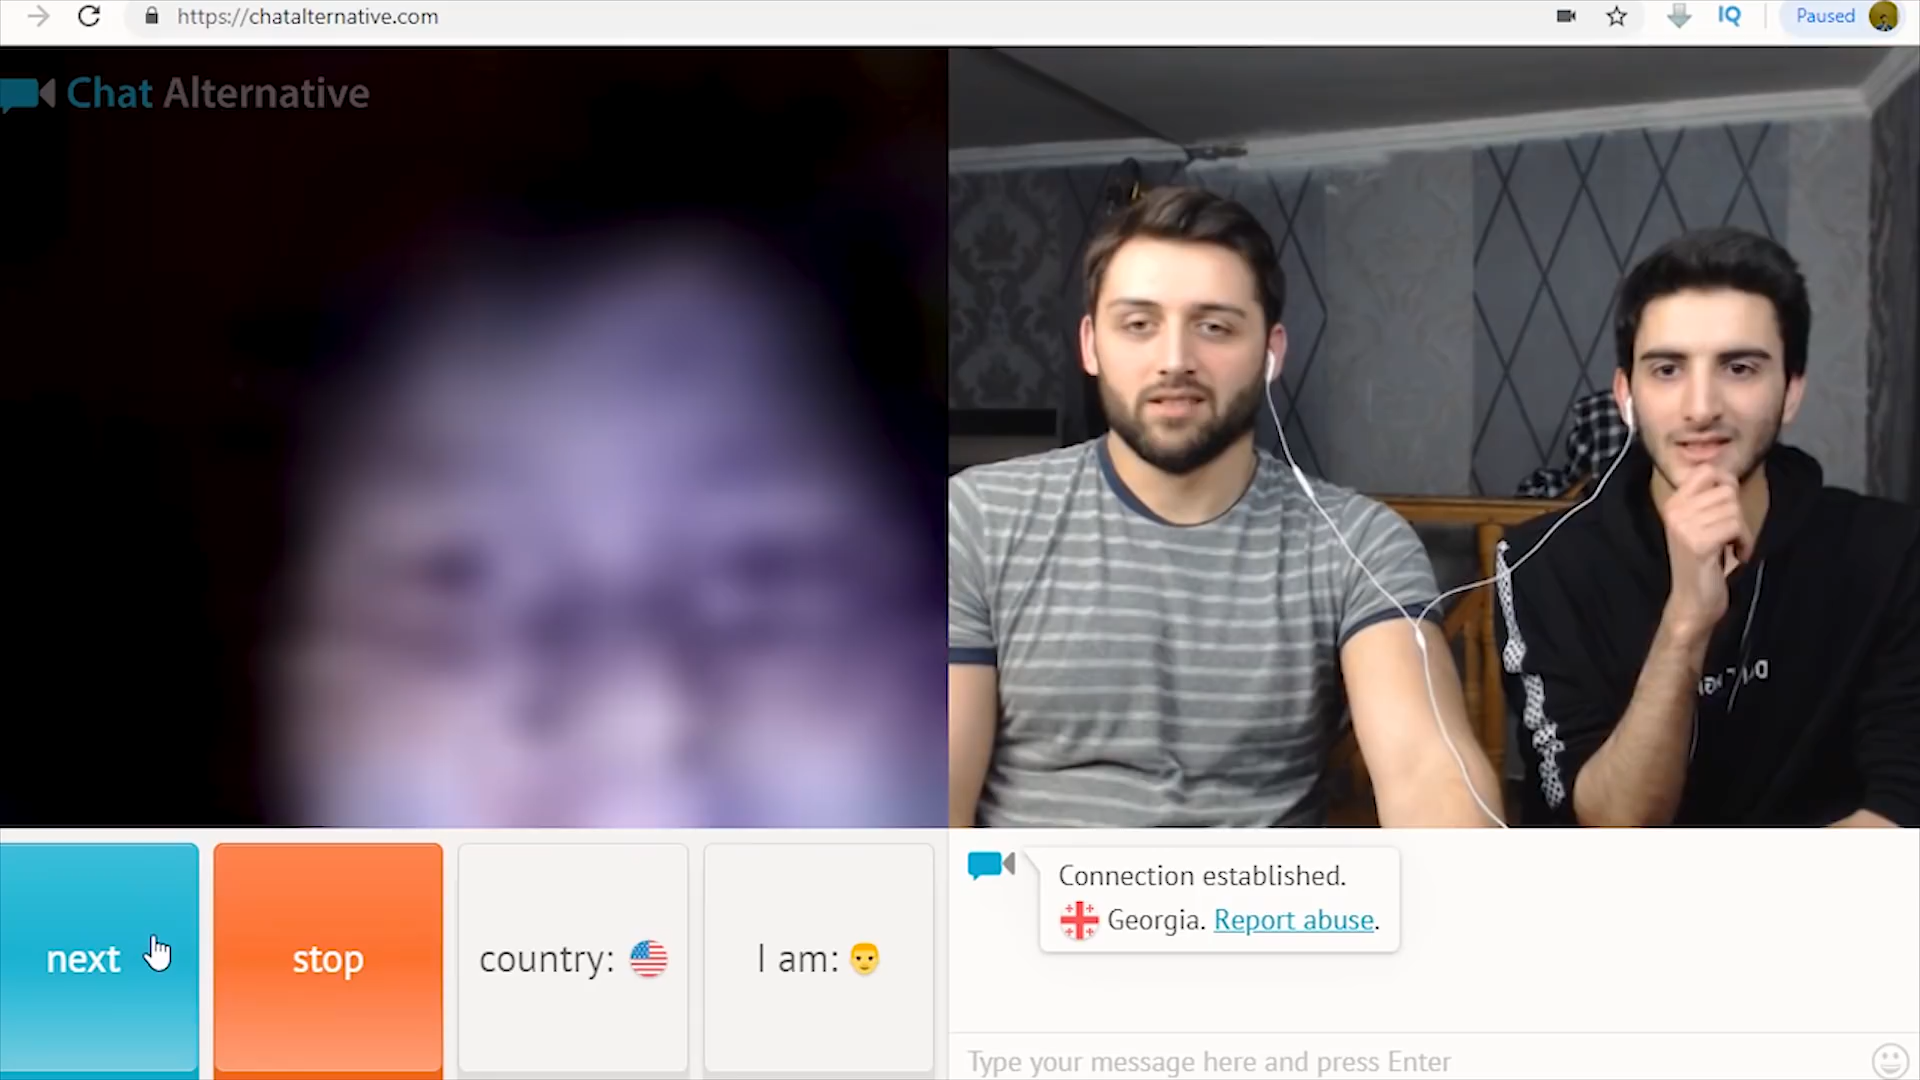 https://chatalternative.com
IQ
Paused
Chat Alternative
next
stop
country:
I am:
Connection established.
Georgia. Report abuse.
Type your message here and press Enter